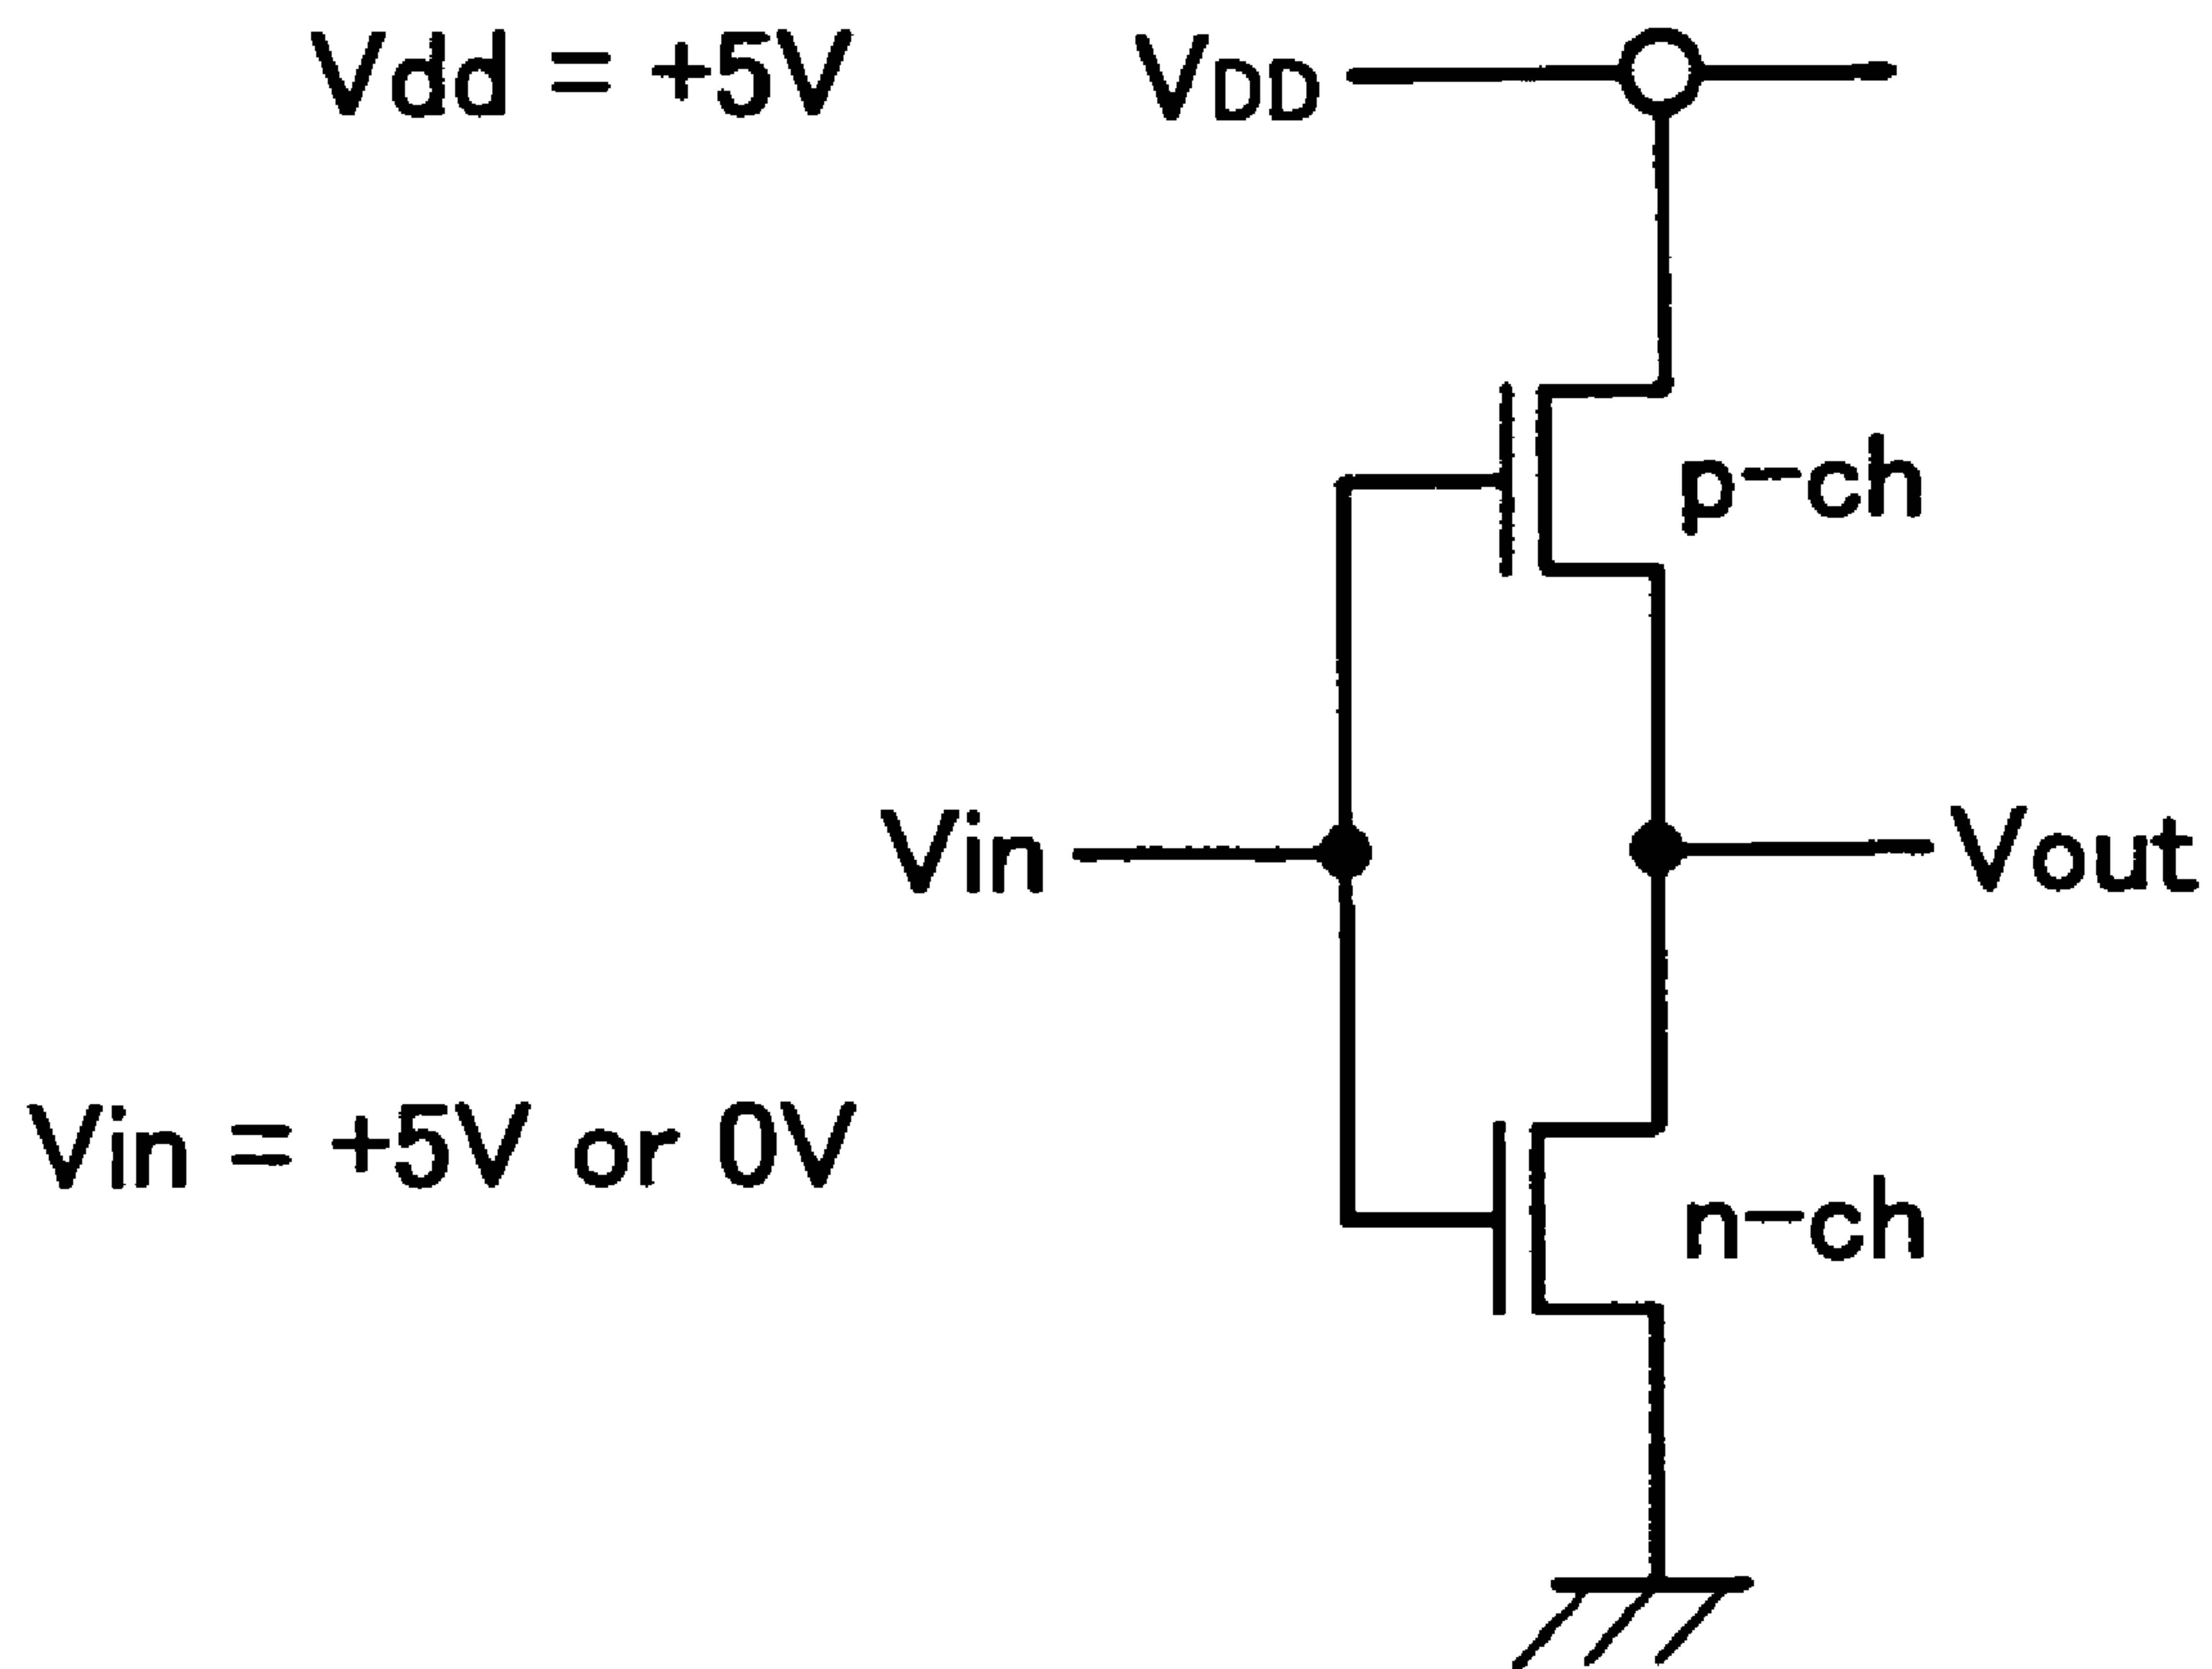 Vdd = +5V
VDD
p-ch
Vin
Vout
Vin = +5V or 0V
n-ch